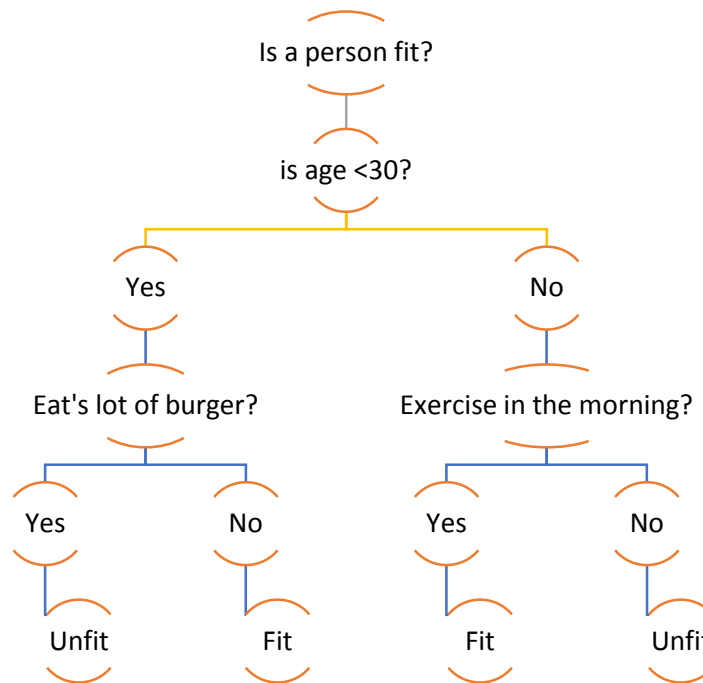 Is a person fit?
is age <30?
Yes
No
Eat's lot of burger?
Exercise in the morning?
Yes
No
Yes
No
Unfit
Fit
Fit
Unfit